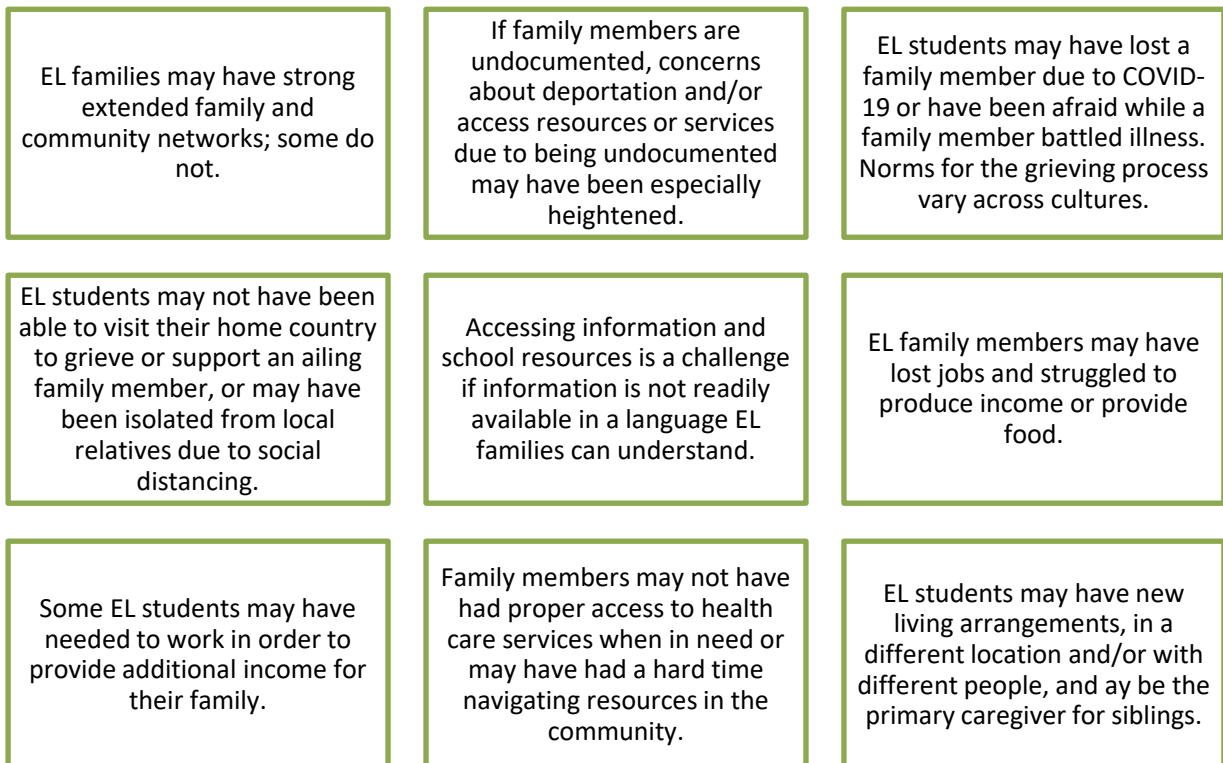 EL families may have strong
extended family and
community networks; some do
not.
If family members are
undocumented, concerns
about deportation and/or
access resources or services
due to being undocumented
may have been especially
heightened.
EL students may have lost a
family member due to COVID-
19 or have been afraid while a
family member battled illness.
Norms for the grieving process
vary across cultures.
EL students may not have been
able to visit their home country
to grieve or support an ailing
family member, or may have
been isolated from local
relatives due to social
distancing.
Accessing information and
school resources is a challenge
if information is not readily
available in a language EL
families can understand.
EL family members may have
lost jobs and struggled to
produce income or provide
food.
Some EL students may have
needed to work in order to
provide additional income for
their family.
Family members may not have
had proper access to health
care services when in need or
may have had a hard time
navigating resources in the
community.
EL students may have new
living arrangements, in a
different location and/or with
different people, and ay be the
primary caregiver for siblings.